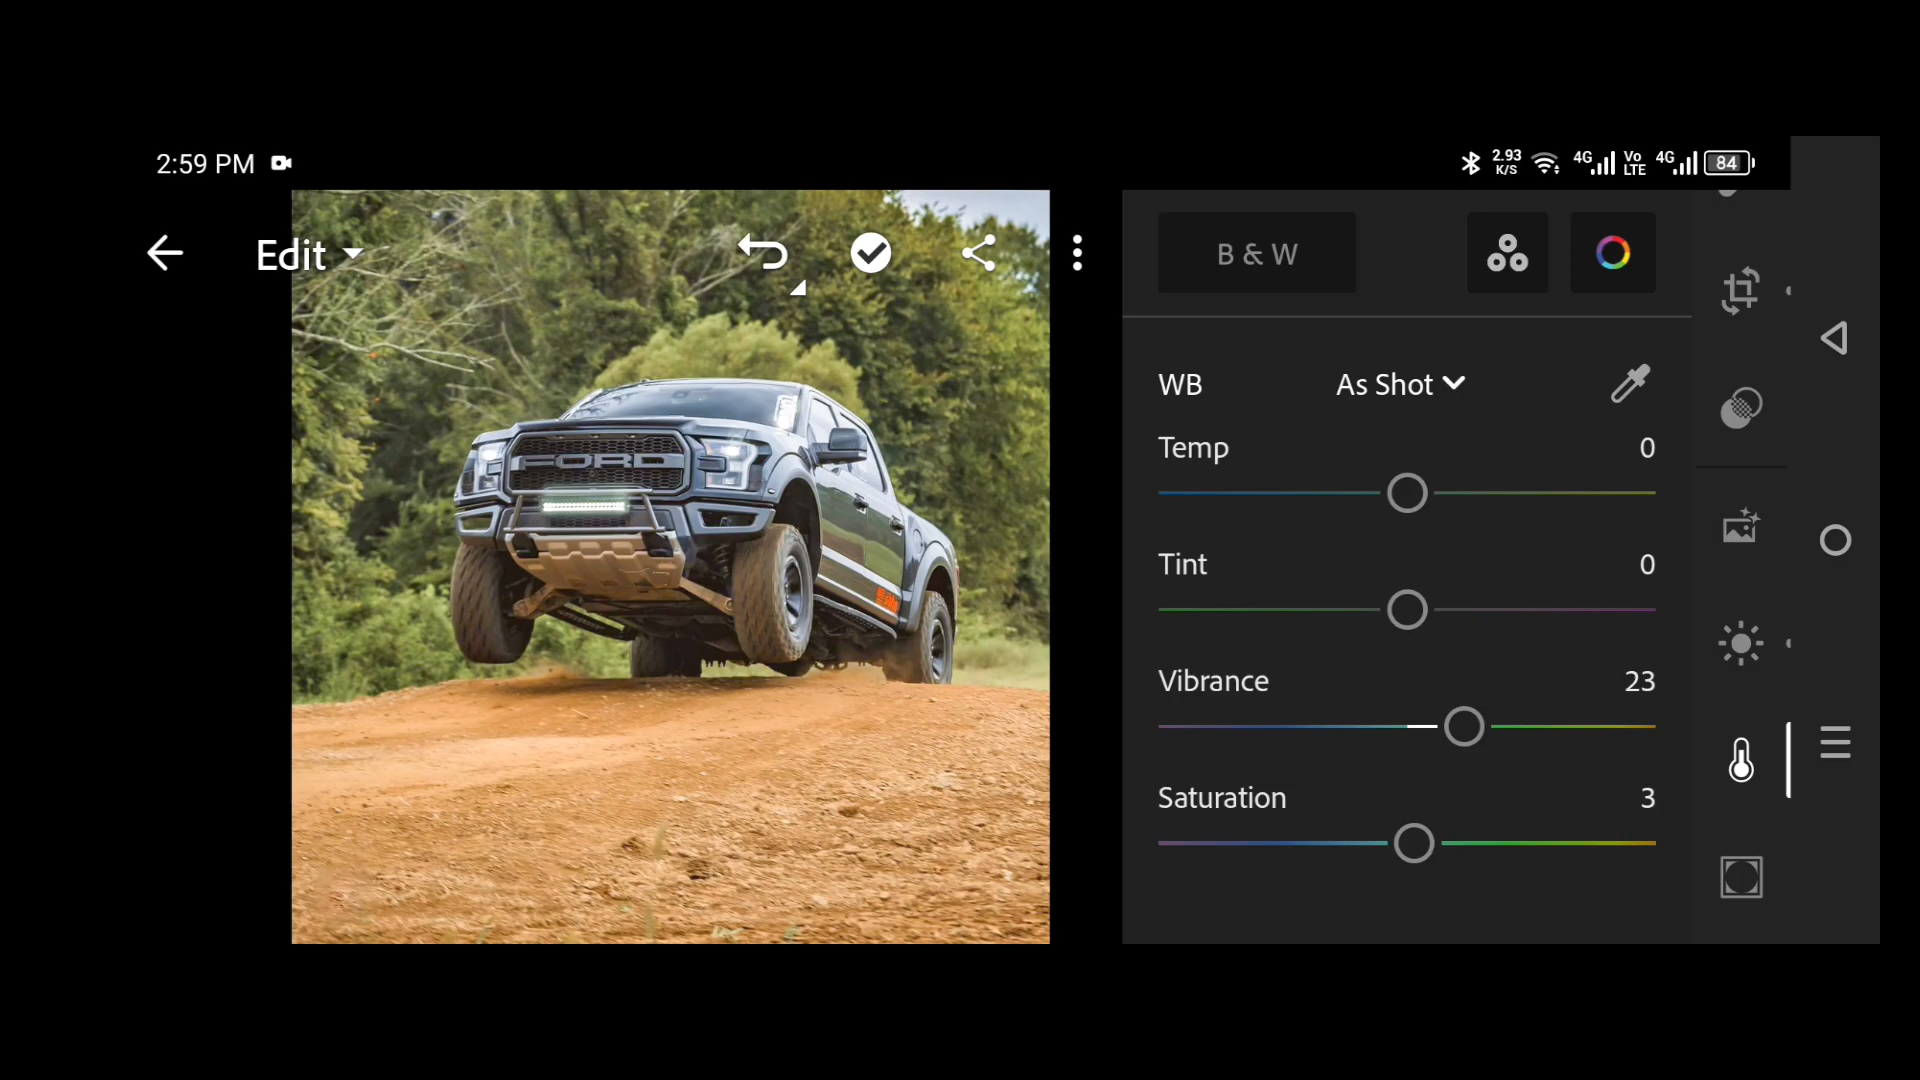 2:59 PM
2.93 K/S 4G Vo LTE 4G 84
Edit
B & W
FORD
WB As Shot
Temp 0
Tint 0
Vibrance 23
Saturation 3